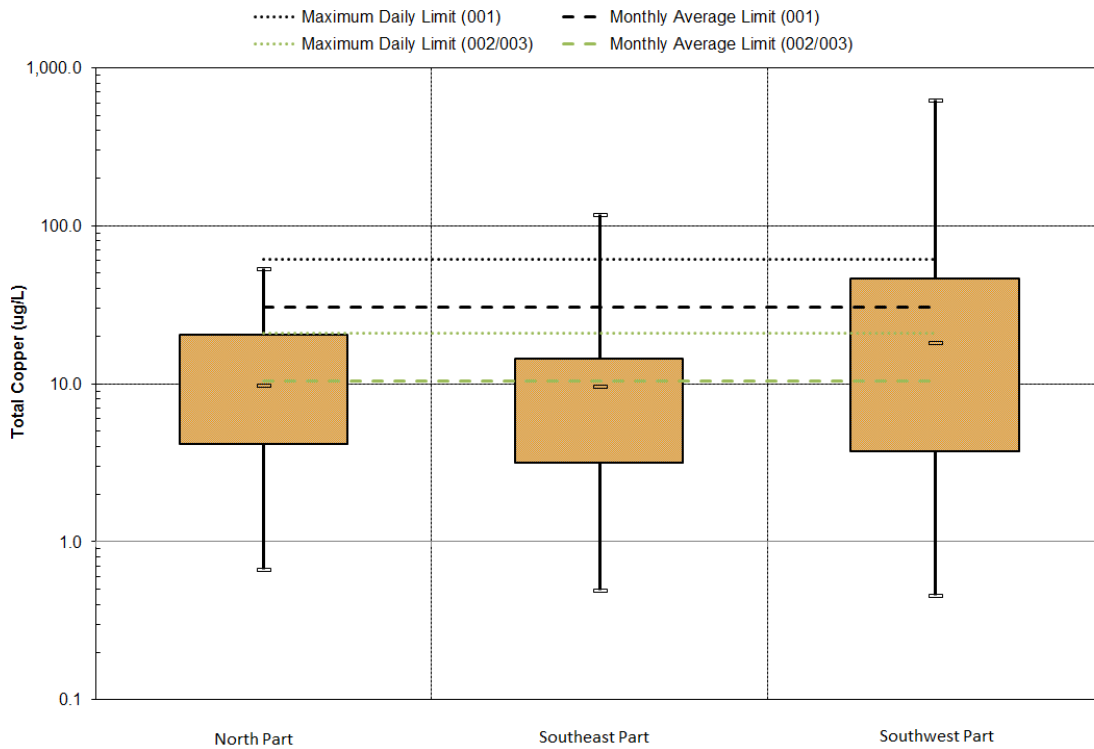 Maximum Daily Limit (001) Monthly Average Limit (001)
Maximum Daily Limit (002/003) Monthly Average Limit (002/003)
1,000.0
100.0
10.0
1.0
0.1
Total Copper (ug/L)
North Part Southeast Part Southwest Part